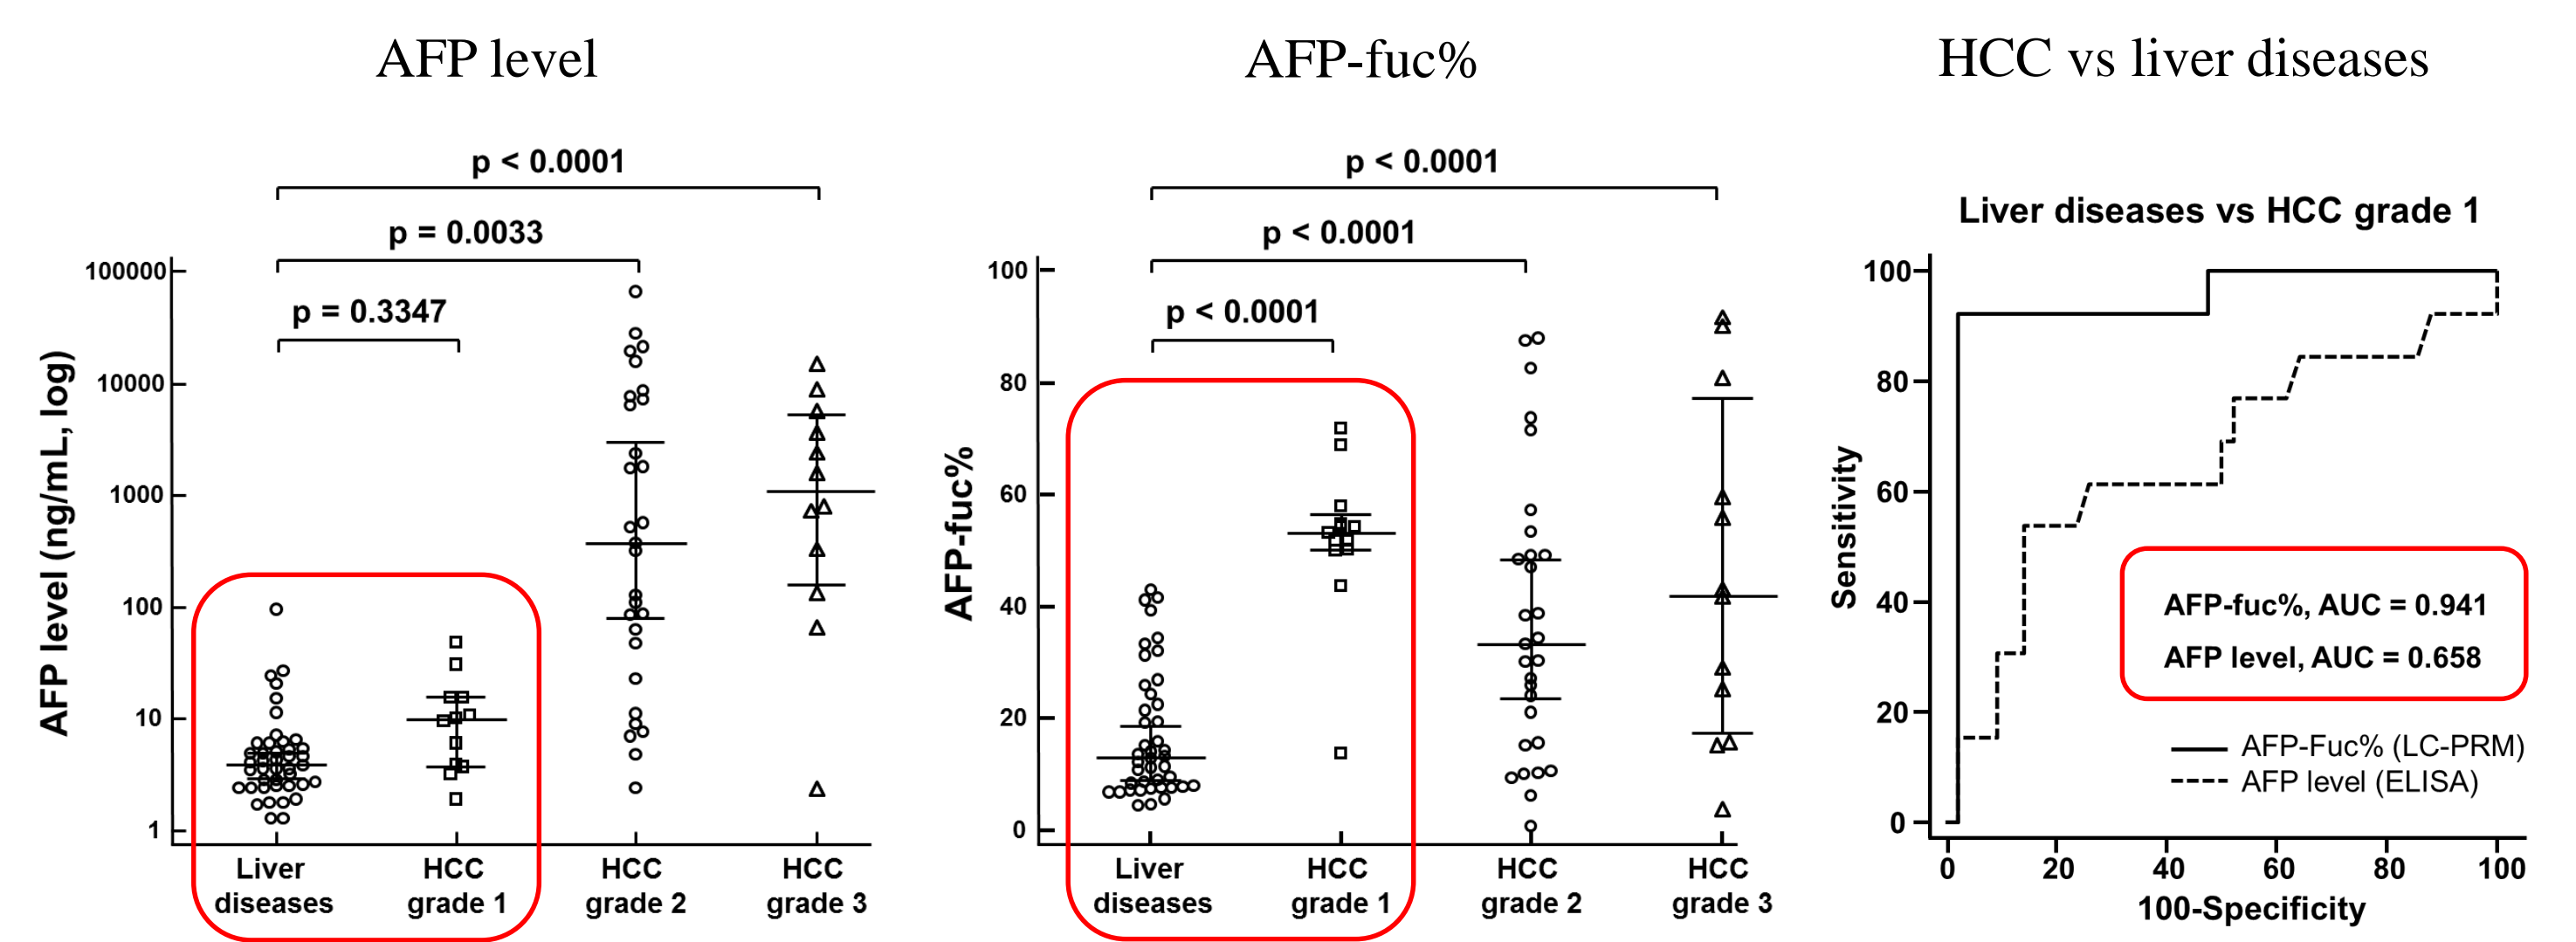 AFP level
p < 0.0001
p = 0.0033
p = 0.3347
AFP level (ng/mL, log)
100000
10000
1000
100
10
1
Liver diseases
HCC grade 1
HCC grade 2
HCC grade 3
AFP-fuc%
p < 0.0001
p < 0.0001
p < 0.0001
AFP-fuc%
100
80
60
40
20
0
Liver diseases
HCC grade 1
HCC grade 2
HCC grade 3
HCC vs liver diseases
Liver diseases vs HCC grade 1
Sensitivity
100
80
60
40
20
0
AFP-fuc%, AUC = 0.941
AFP level, AUC = 0.658
AFP-Fuc% (LC-PRM)
AFP level (ELISA)
0 20 40 60 80 100
100-Specificity